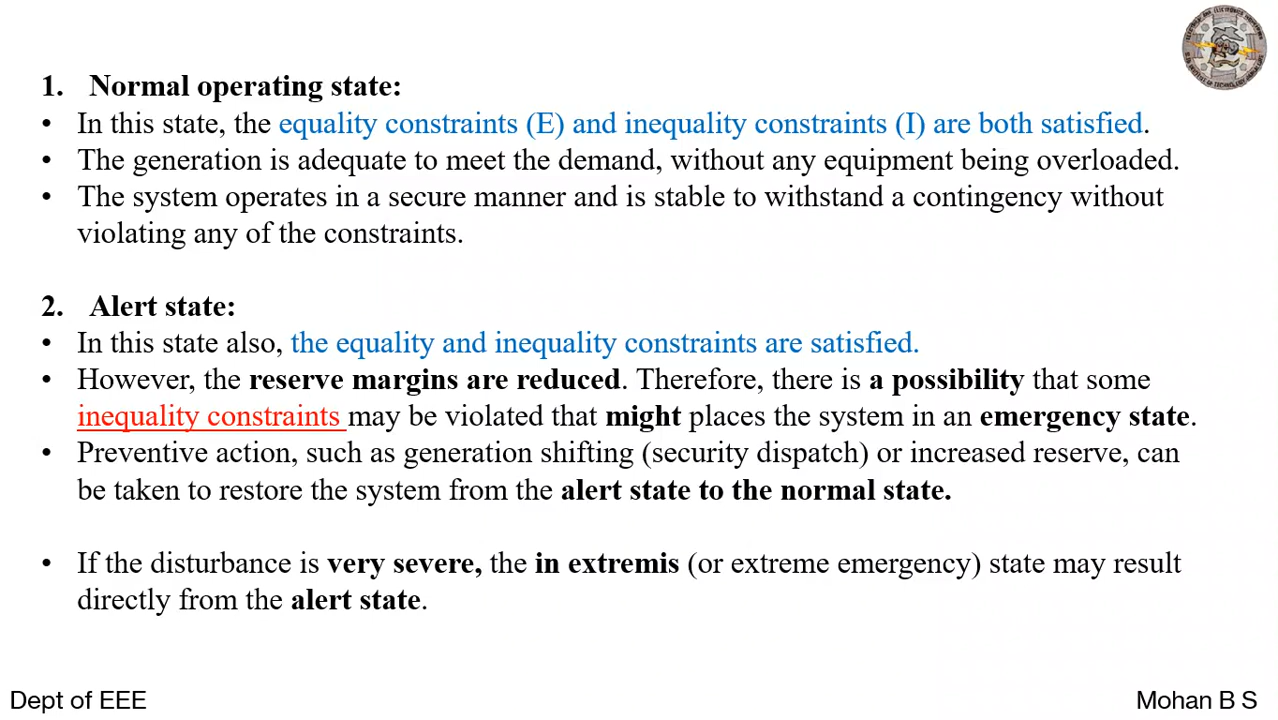 1. Normal operating state:
• In this state, the equality constraints (E) and inequality constraints (I) are both satisfied.
• The generation is adequate to meet the demand, without any equipment being overloaded.
• The system operates in a secure manner and is stable to withstand a contingency without
violating any of the constraints.
2. Alert state:
• In this state also, the equality and inequality constraints are satisfied.
• However, the reserve margins are reduced. Therefore, there is a possibility that some
inequality constraints may be violated that might places the system in an emergency state.
• Preventive action, such as generation shifting (security dispatch) or increased reserve, can
be taken to restore the system from the alert state to the normal state.
• If the disturbance is very severe, the in extremis (or extreme emergency) state may result
directly from the alert state.
Dept of EEE
Mohan B S